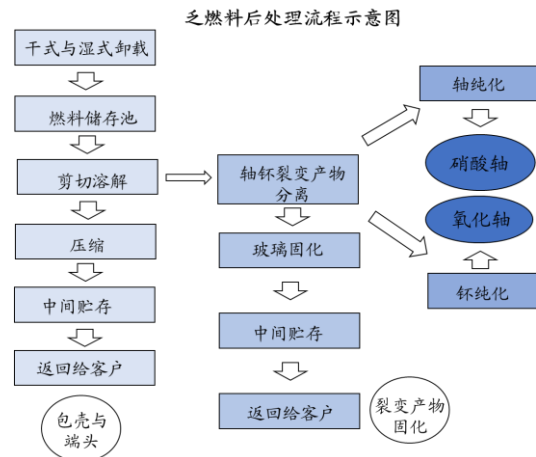 乏燃料后处理流程示意图
干式与湿式卸载
燃料储存池
剪切溶解
压缩
中间贮存
返回给客户
包壳与
端头
轴钚裂变产物
分离
玻璃固化
中间贮存
返回给客户
裂变产物
固化
轴纯化
硝酸轴
氧化轴
钚纯化